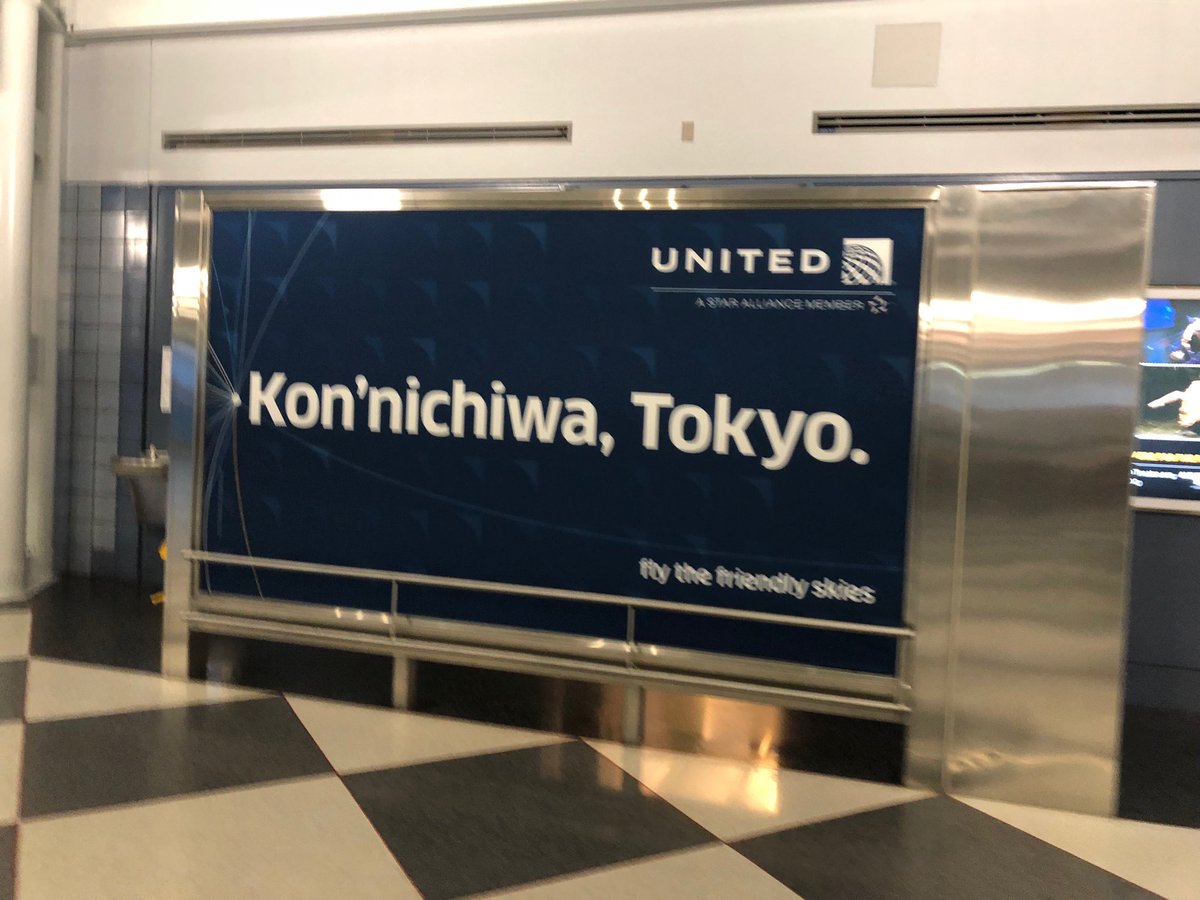 UNITED
A STAR ALLIANCE MEMBER
Kon'nichiwa, Tokyo.
fly the friendly skies